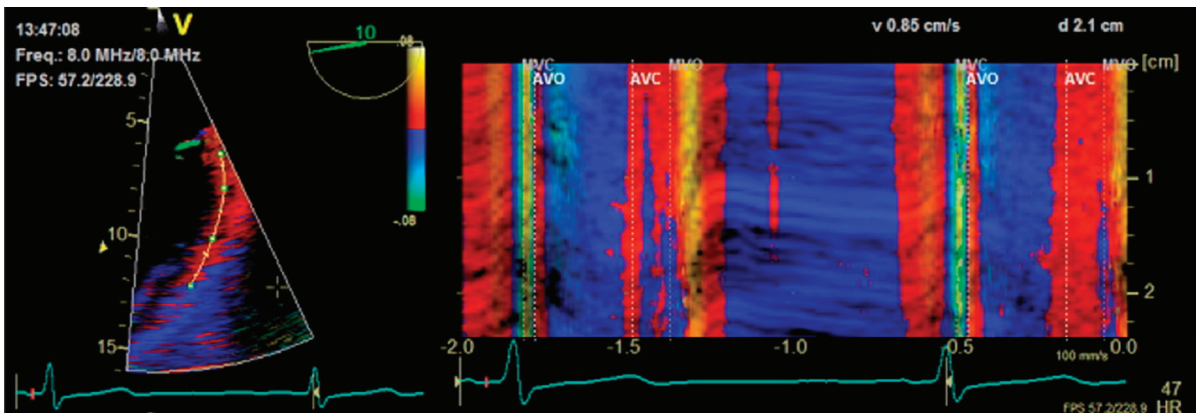 13:47:08
V
Freq.: 8.0 MHz/8.0 MHz
FPS: 57.2/228.9
10
.08
-.08
5
10
15
v 0.85 cm/s
d 2.1 cm
MVC
AVO
AVC
MVO
MVC
AVO
AVC
MVO
[cm]
1
2
-2.0
-1.5
-1.0
-0.5
0.0
100 mm/s
47
HR
FPS 57.2/228.9